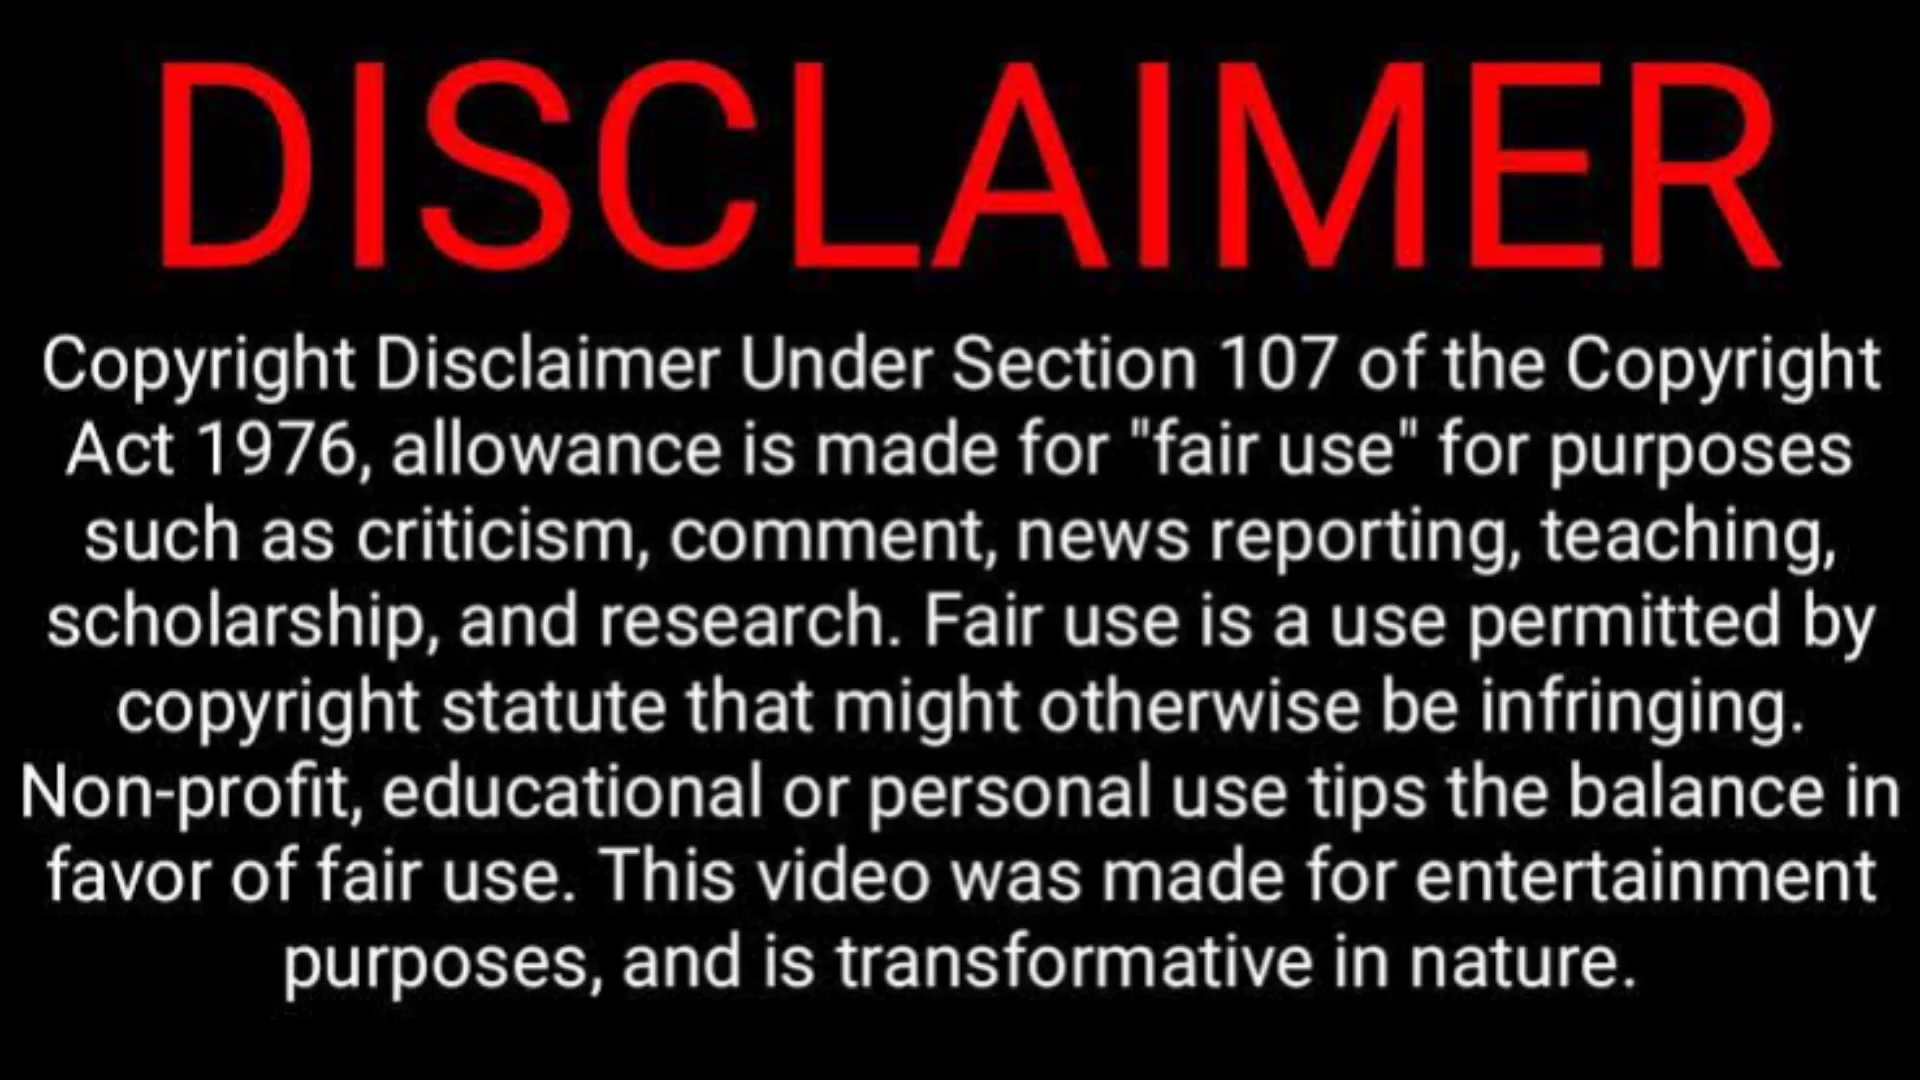 DISCLAIMER
Copyright Disclaimer Under Section 107 of the Copyright
Act 1976, allowance is made for "fair use" for purposes
such as criticism, comment, news reporting, teaching,
scholarship, and research. Fair use is a use permitted by
copyright statute that might otherwise be infringing.
Non-profit, educational or personal use tips the balance in
favor of fair use. This video was made for entertainment
purposes, and is transformative in nature.